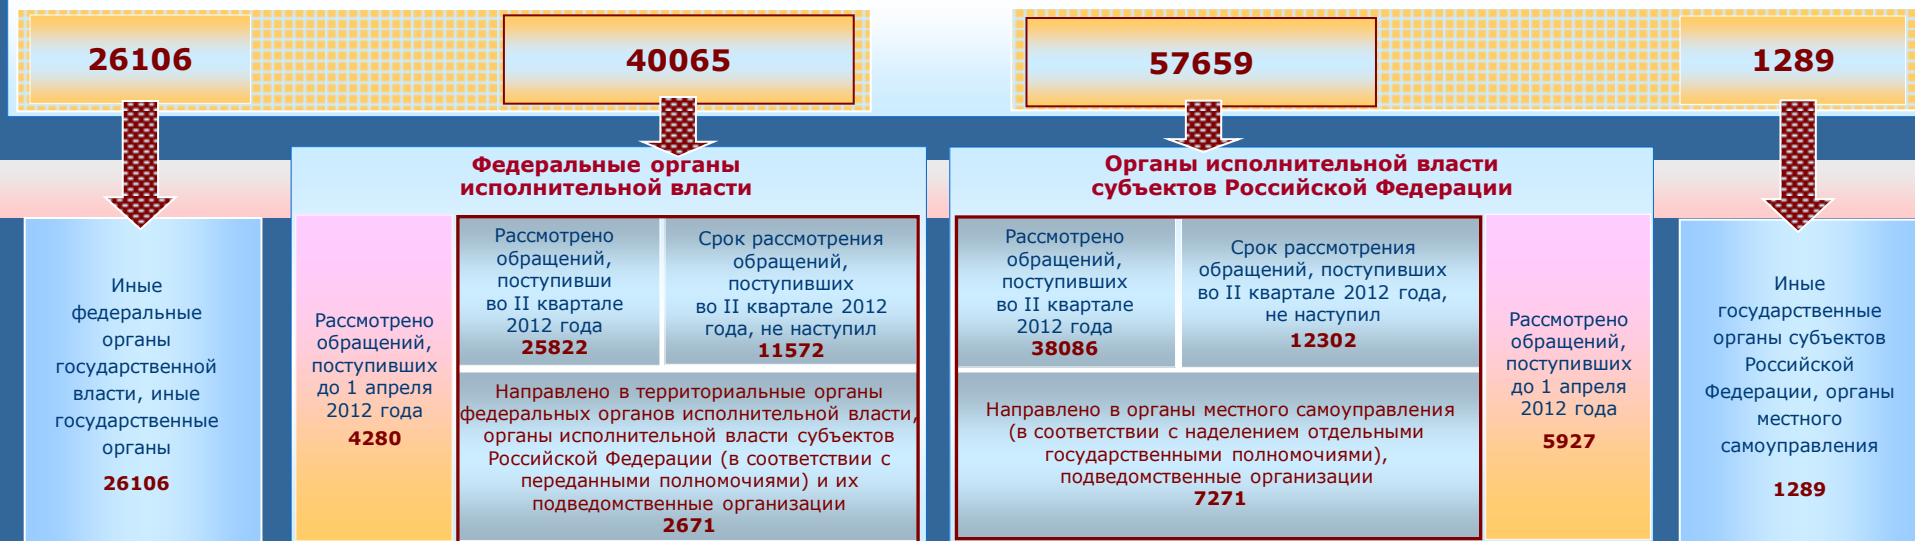 26106
40065
57659
1289
Федеральные органы
исполнительной власти
Органы исполнительной власти
субъектов Российской Федерации
Иные
федеральные
органы
государственной
власти, иные
государственные
органы
26106
Рассмотрено
обращений,
поступивших
до 1 апреля
2012 года
4280
Рассмотрено
обращений,
поступивши
во II квартале
2012 года
25822
Срок рассмотрения
обращений,
поступивших
во II квартале 2012
года, не наступил
11572
Направлено в территориальные органы
федеральных органов исполнительной власти,
органы исполнительной власти субъектов
Российской Федерации (в соответствии с
переданными полномочиями) и их
подведомственные организации
2671
Рассмотрено
обращений,
поступивших
во II квартале
2012 года
38086
Срок рассмотрения
обращений, поступивших
во II квартале 2012 года,
не наступил
12302
Направлено в органы местного самоуправления
(в соответствии с наделением отдельными
государственными полномочиями),
подведомственные организации
7271
Рассмотрено
обращений,
поступивших
до 1 апреля
2012 года
5927
Иные
государственные
органы субъектов
Российской
Федерации, органы
местного
самоуправления
1289